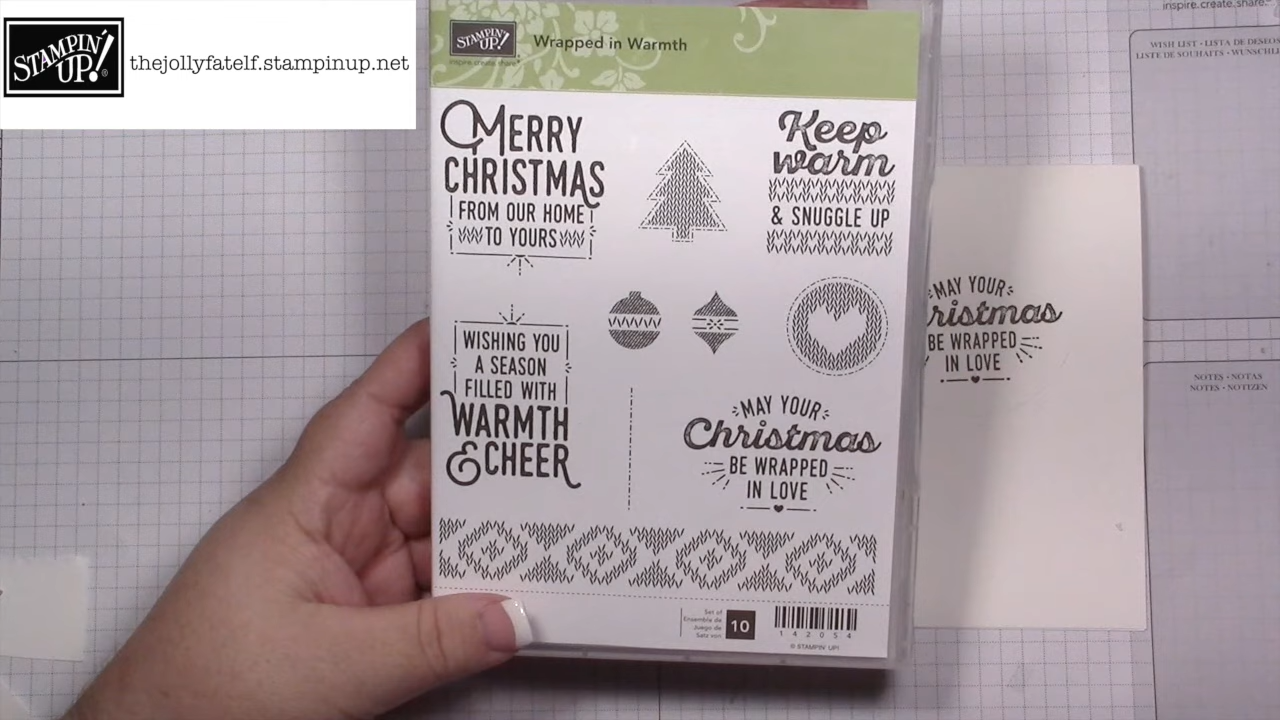 STAMPIN' UP!®
thejollyfatelf.stampinup.net
STAMPIN' UP!®
inspire.create.share.®
Wrapped in Warmth
MERRY
CHRISTMAS
FROM OUR HOME
TO YOURS
Keep
warm
& SNUGGLE UP
WISHING YOU
A SEASON
FILLED WITH
WARMTH
& CHEER
MAY YOUR
Christmas
BE WRAPPED
IN LOVE
Set of
Ensemble de
Juego de
Satz von
10
142054
© STAMPIN' UP!
MAY YOUR
ristmas
BE WRAPPED
IN LOVE
inspire.create.share.
WISH LIST • LISTA DE DESEOS
LISTE DE SOUHAITS • WUNSCHLI
NOTES • NOTAS
NOTES • NOTIZEN